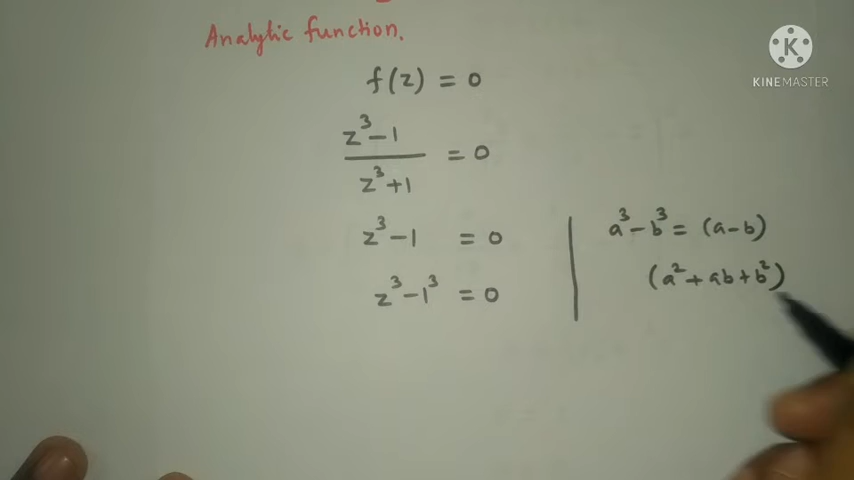 Analytic function.
K
KINEMASTER
f(z) = 0
z³-1 / z³+1 = 0
z³-1 = 0
z³-1³ = 0
a³-b³ = (a-b)
(a²+ab+b²)